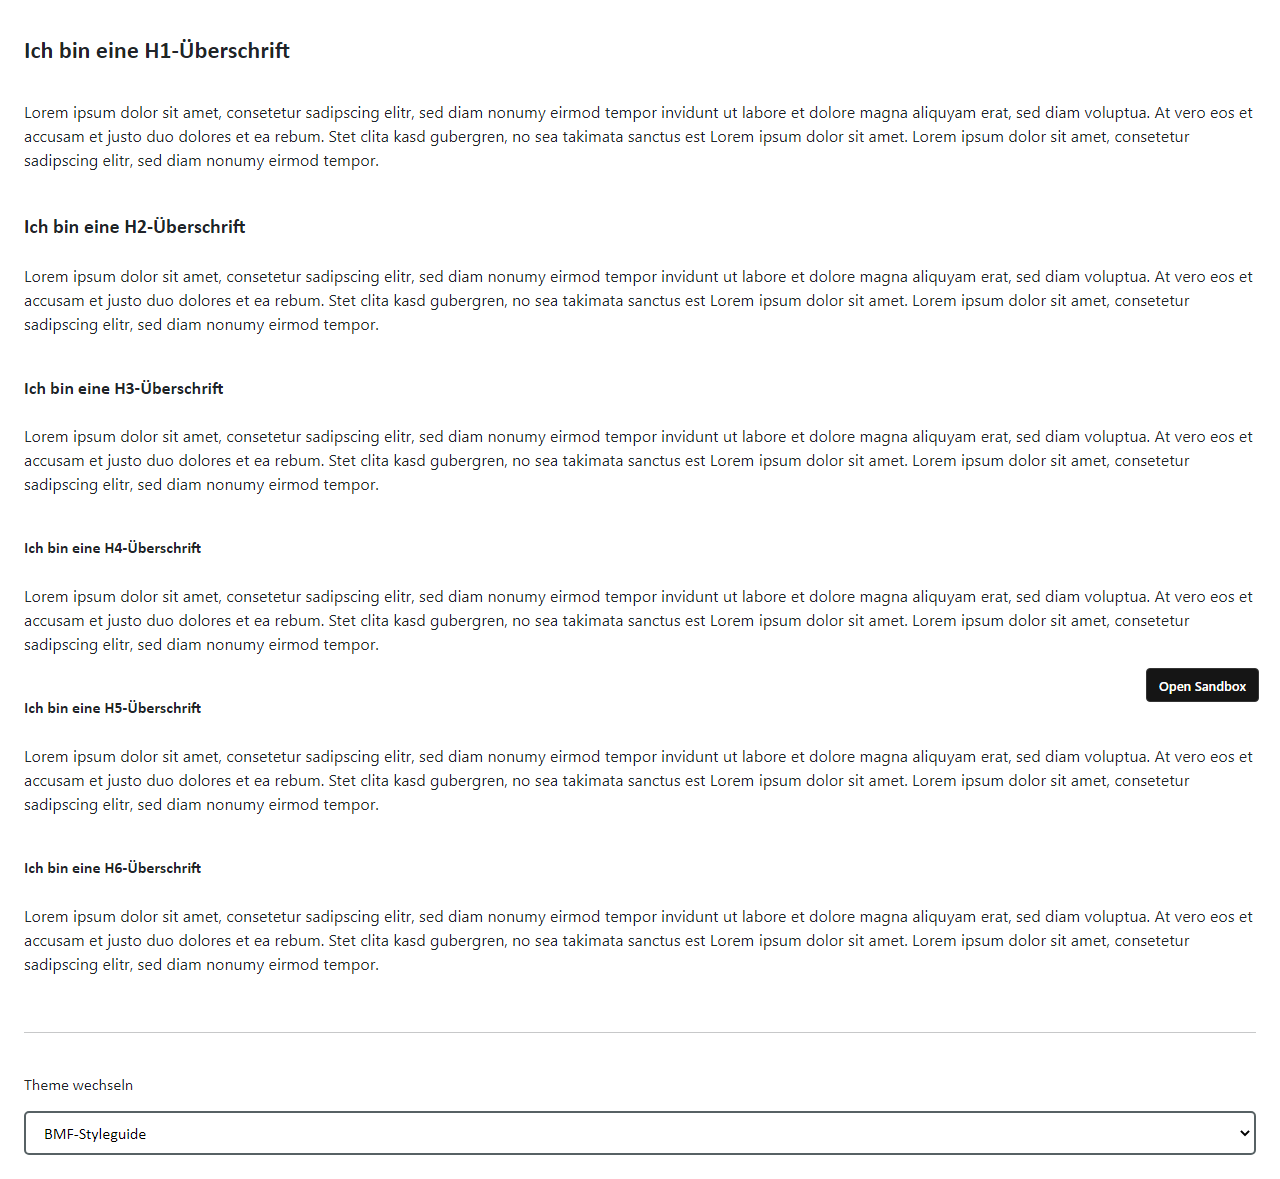 Ich bin eine H1-Überschrift
Lorem ipsum dolor sit amet, consetetur sadipscing elitr, sed diam nonumy eirmod tempor invidunt ut labore et dolore magna aliquyam erat, sed diam voluptua. At vero eos et
accusam et justo duo dolores et ea rebum. Stet clita kasd gubergren, no sea takimata sanctus est Lorem ipsum dolor sit amet. Lorem ipsum dolor sit amet, consetetur
sadipscing elitr, sed diam nonumy eirmod tempor.
Ich bin eine H2-Überschrift
Lorem ipsum dolor sit amet, consetetur sadipscing elitr, sed diam nonumy eirmod tempor invidunt ut labore et dolore magna aliquyam erat, sed diam voluptua. At vero eos et
accusam et justo duo dolores et ea rebum. Stet clita kasd gubergren, no sea takimata sanctus est Lorem ipsum dolor sit amet. Lorem ipsum dolor sit amet, consetetur
sadipscing elitr, sed diam nonumy eirmod tempor.
Ich bin eine H3-Überschrift
Lorem ipsum dolor sit amet, consetetur sadipscing elitr, sed diam nonumy eirmod tempor invidunt ut labore et dolore magna aliquyam erat, sed diam voluptua. At vero eos et
accusam et justo duo dolores et ea rebum. Stet clita kasd gubergren, no sea takimata sanctus est Lorem ipsum dolor sit amet. Lorem ipsum dolor sit amet, consetetur
sadipscing elitr, sed diam nonumy eirmod tempor.
Ich bin eine H4-Überschrift
Lorem ipsum dolor sit amet, consetetur sadipscing elitr, sed diam nonumy eirmod tempor invidunt ut labore et dolore magna aliquyam erat, sed diam voluptua. At vero eos et
accusam et justo duo dolores et ea rebum. Stet clita kasd gubergren, no sea takimata sanctus est Lorem ipsum dolor sit amet. Lorem ipsum dolor sit amet, consetetur
sadipscing elitr, sed diam nonumy eirmod tempor.
Open Sandbox
Ich bin eine H5-Überschrift
Lorem ipsum dolor sit amet, consetetur sadipscing elitr, sed diam nonumy eirmod tempor invidunt ut labore et dolore magna aliquyam erat, sed diam voluptua. At vero eos et
accusam et justo duo dolores et ea rebum. Stet clita kasd gubergren, no sea takimata sanctus est Lorem ipsum dolor sit amet. Lorem ipsum dolor sit amet, consetetur
sadipscing elitr, sed diam nonumy eirmod tempor.
Ich bin eine H6-Überschrift
Lorem ipsum dolor sit amet, consetetur sadipscing elitr, sed diam nonumy eirmod tempor invidunt ut labore et dolore magna aliquyam erat, sed diam voluptua. At vero eos et
accusam et justo duo dolores et ea rebum. Stet clita kasd gubergren, no sea takimata sanctus est Lorem ipsum dolor sit amet. Lorem ipsum dolor sit amet, consetetur
sadipscing elitr, sed diam nonumy eirmod tempor.
Theme wechseln
BMF-Styleguide